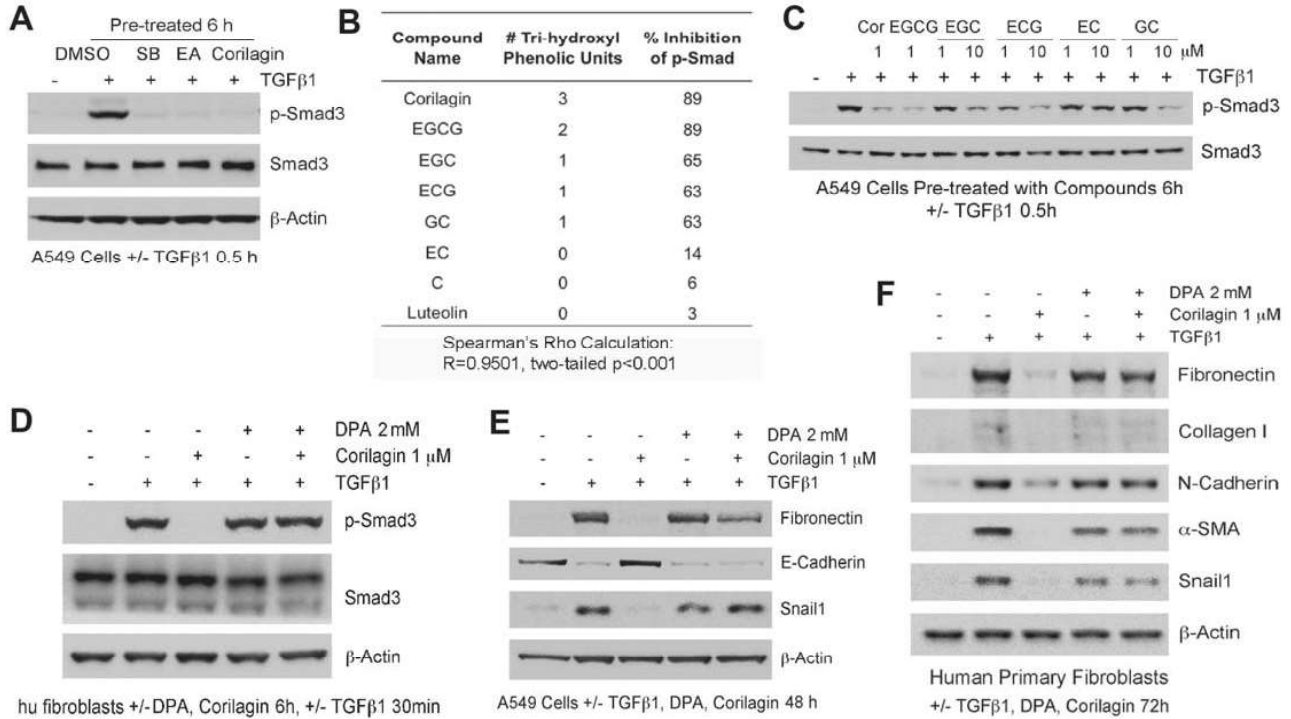 A
Pre-treated 6 h
DMSO SB EA Corilagin
- + + + + TGFβ1
p-Smad3
Smad3
β-Actin
A549 Cells +/- TGFβ1 0.5 h
B
Compound Name # Tri-hydroxyl Phenolic Units % Inhibition of p-Smad
Corilagin 3 89
EGCG 2 89
EGC 1 65
ECG 1 63
GC 1 63
EC 0 14
C 0 6
Luteolin 0 3
Spearman's Rho Calculation:
R=0.9501, two-tailed p<0.001
C
Cor EGCG EGC ECG EC GC
1 1 1 10 1 10 1 10 1 10 μM
- + + + + + + + + + + + TGFβ1
p-Smad3
Smad3
A549 Cells Pre-treated with Compounds 6h
+/- TGFβ1 0.5h
D
- - - + + DPA 2 mM
- - + - + Corilagin 1 μM
- + + + + TGFβ1
p-Smad3
Smad3
β-Actin
hu fibroblasts +/-DPA, Corilagin 6h, +/- TGFβ1 30min
E
- - - + + DPA 2 mM
- - + - + Corilagin 1 μM
- + + + + TGFβ1
Fibronectin
E-Cadherin
Snail1
β-Actin
A549 Cells +/- TGFβ1, DPA, Corilagin 48 h
F
- - - + + DPA 2 mM
- - + - + Corilagin 1 μM
- + + + + TGFβ1
Fibronectin
Collagen I
N-Cadherin
α-SMA
Snail1
β-Actin
Human Primary Fibroblasts
+/- TGFβ1, DPA, Corilagin 72h